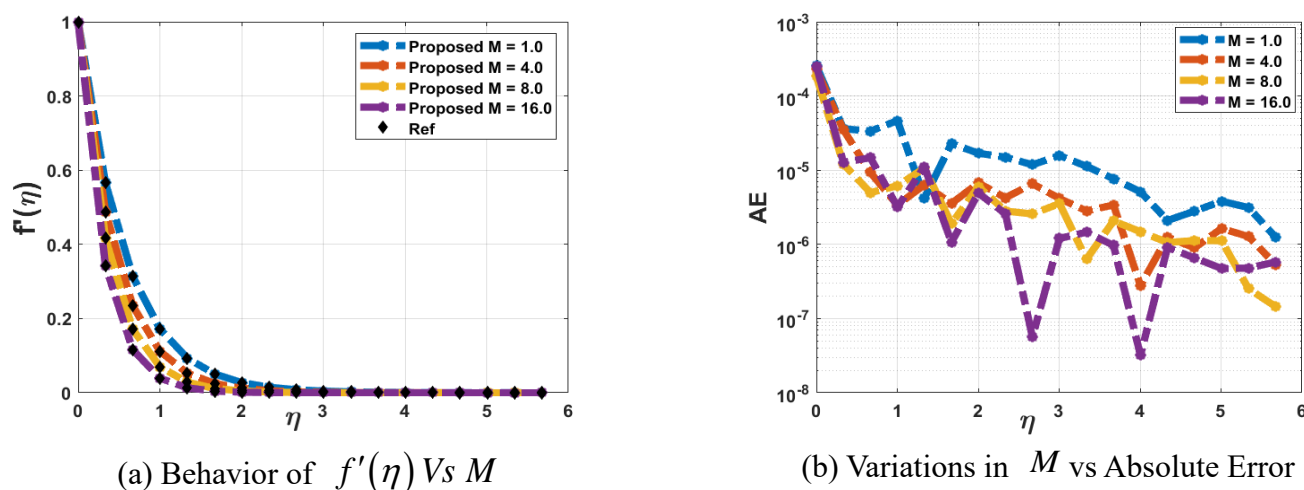 1
0.8
0.6
0.4
0.2
0
0 1 2 3 4 5 6
f'(η)
η
Proposed M = 1.0
Proposed M = 4.0
Proposed M = 8.0
Proposed M = 16.0
Ref
(a) Behavior of f′(η) Vs M
10⁻³
10⁻⁴
10⁻⁵
10⁻⁶
10⁻⁷
10⁻⁸
0 1 2 3 4 5 6
AE
η
M = 1.0
M = 4.0
M = 8.0
M = 16.0
(b) Variations in M vs Absolute Error